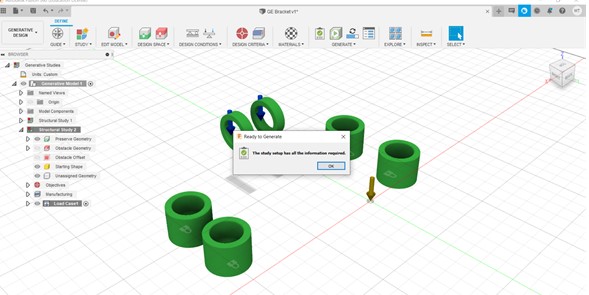 GE Bracket v1*
GENERATIVE
DESIGN
DEFINE
GUIDE
STUDY
EDIT MODEL
DESIGN SPACE
DESIGN CONDITIONS
DESIGN CRITERIA
MATERIALS
GENERATE
EXPLORE
INSPECT
SELECT
BROWSER
Generative Studies
Units: Custom
Generative Model 1
Named Views
Origin
Model Components
Structural Study 1
Structural Study 2
Preserve Geometry
Obstacle Geometry
Obstacle Offset
Starting Shape
Unassigned Geometry
Objectives
Manufacturing
Load Case1
Ready to Generate
The study setup has all the information required.
OK